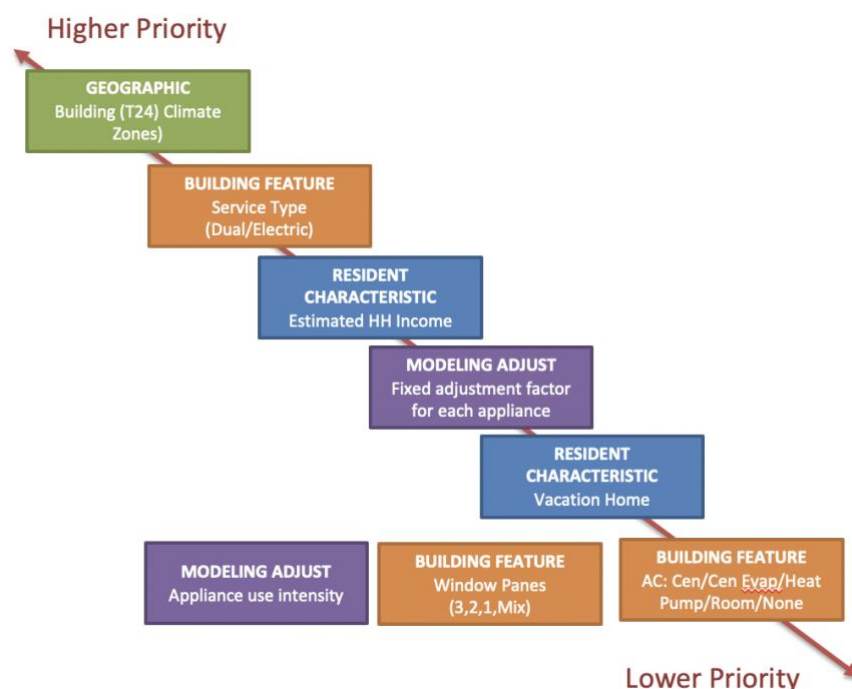 Higher Priority
GEOGRAPHIC
Building (T24) Climate
Zones)
BUILDING FEATURE
Service Type
(Dual/Electric)
RESIDENT
CHARACTERISTIC
Estimated HH Income
MODELING ADJUST
Fixed adjustment factor
for each appliance
RESIDENT
CHARACTERISTIC
Vacation Home
MODELING ADJUST
Appliance use intensity
BUILDING FEATURE
Window Panes
(3,2,1,Mix)
BUILDING FEATURE
AC: Cen/Cen Evap/Heat
Pump/Room/None
Lower Priority